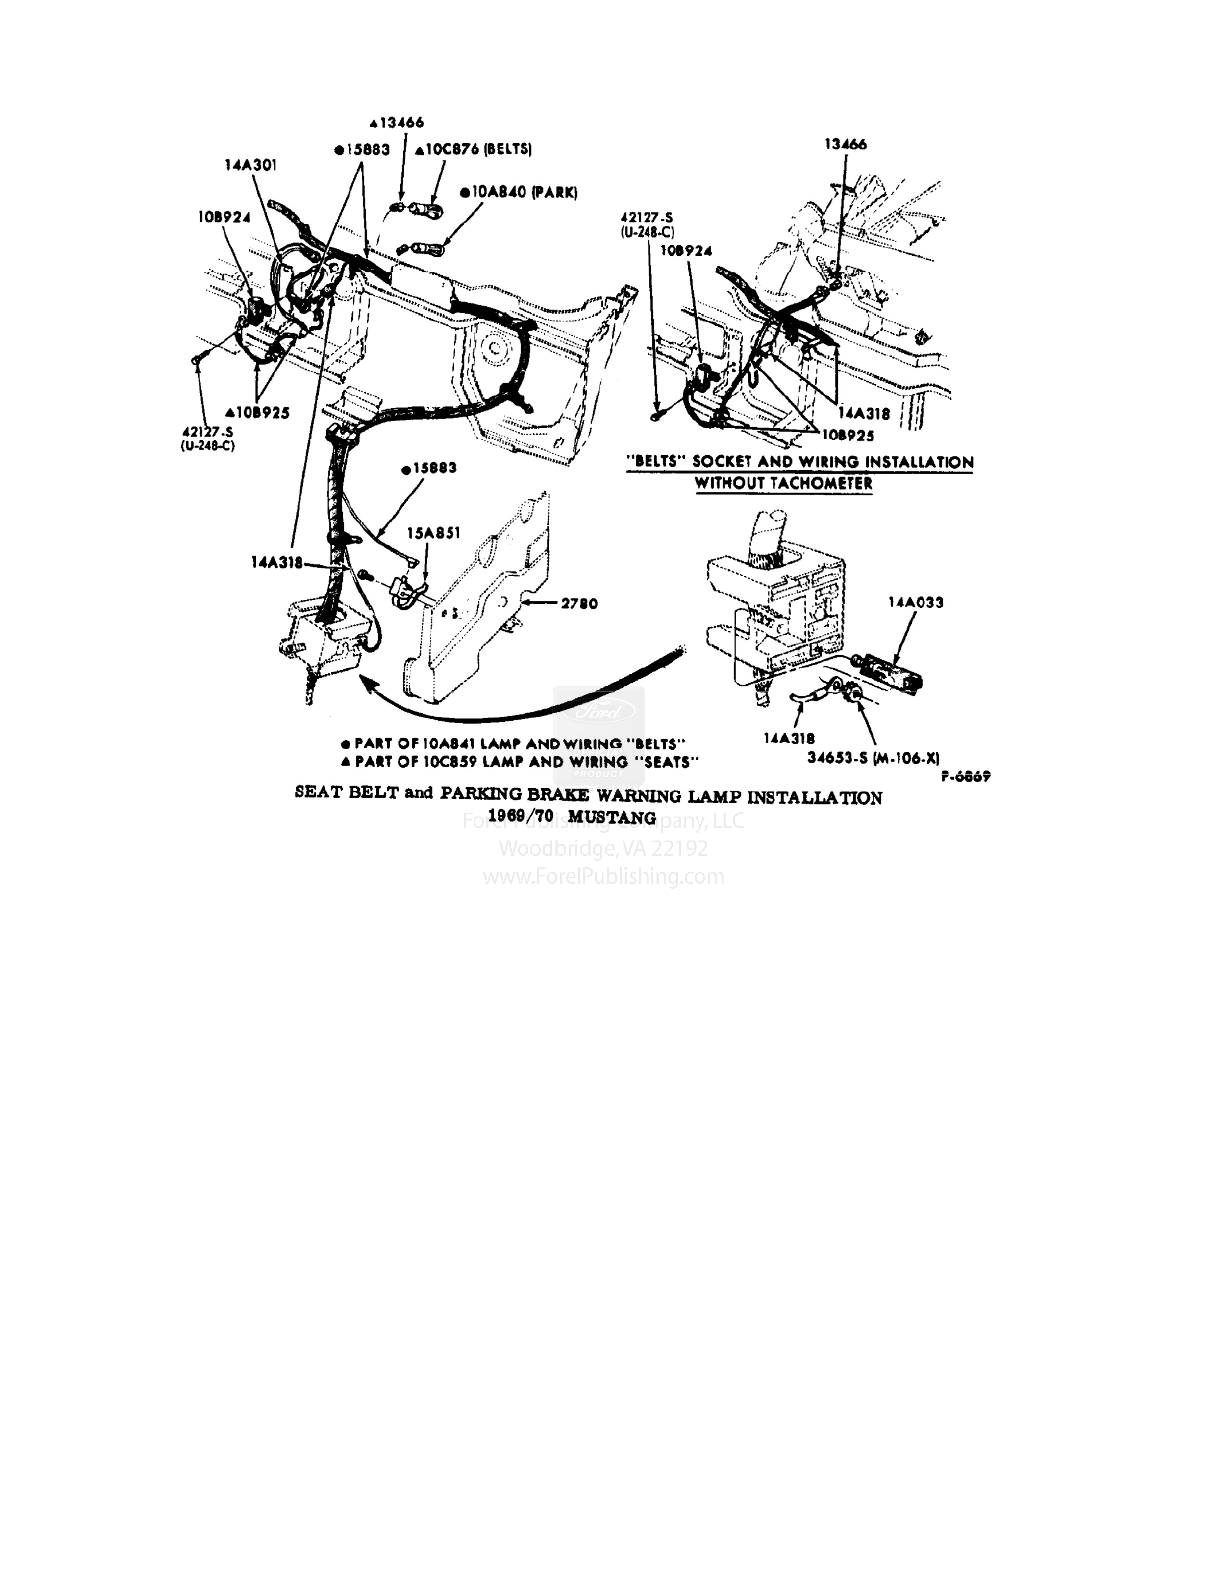 ▲13466
●15883
▲10C876 (BELTS)
14A301
●10A840 (PARK)
10B924
▲10B925
42127-S
(U-248-C)
●15883
15A851
14A318
2780
13466
42127-S
(U-248-C)
10B924
14A318
10B925
"BELTS" SOCKET AND WIRING INSTALLATION
WITHOUT TACHOMETER
14A033
14A318
34653-S (M-106-X)
● PART OF 10A841 LAMP AND WIRING "BELTS"
▲ PART OF 10C859 LAMP AND WIRING "SEATS"
P-6869
SEAT BELT and PARKING BRAKE WARNING LAMP INSTALLATION
1969/70 MUSTANG
Ford
PRODUCT
Forel Publishing Company, LLC
Woodbridge, VA 22192
www.ForelPublishing.com